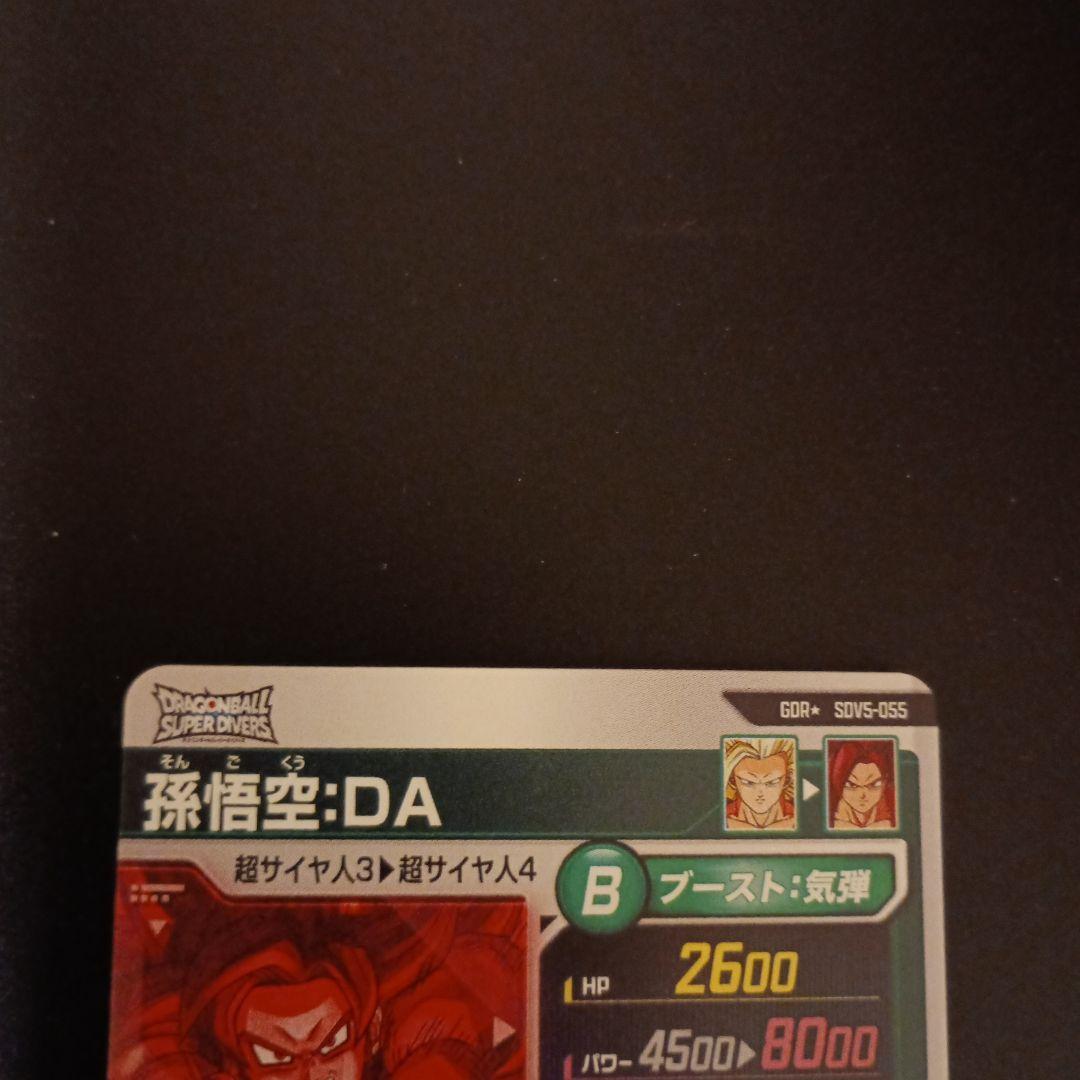 DRAGONBALL
SUPER DIVERS
GDR★ SDV5-055
そん ご くう
孫悟空:DA
超サイヤ人3▶超サイヤ人4
B ブースト:気弾
HP 2600
パワー 4500▶8000